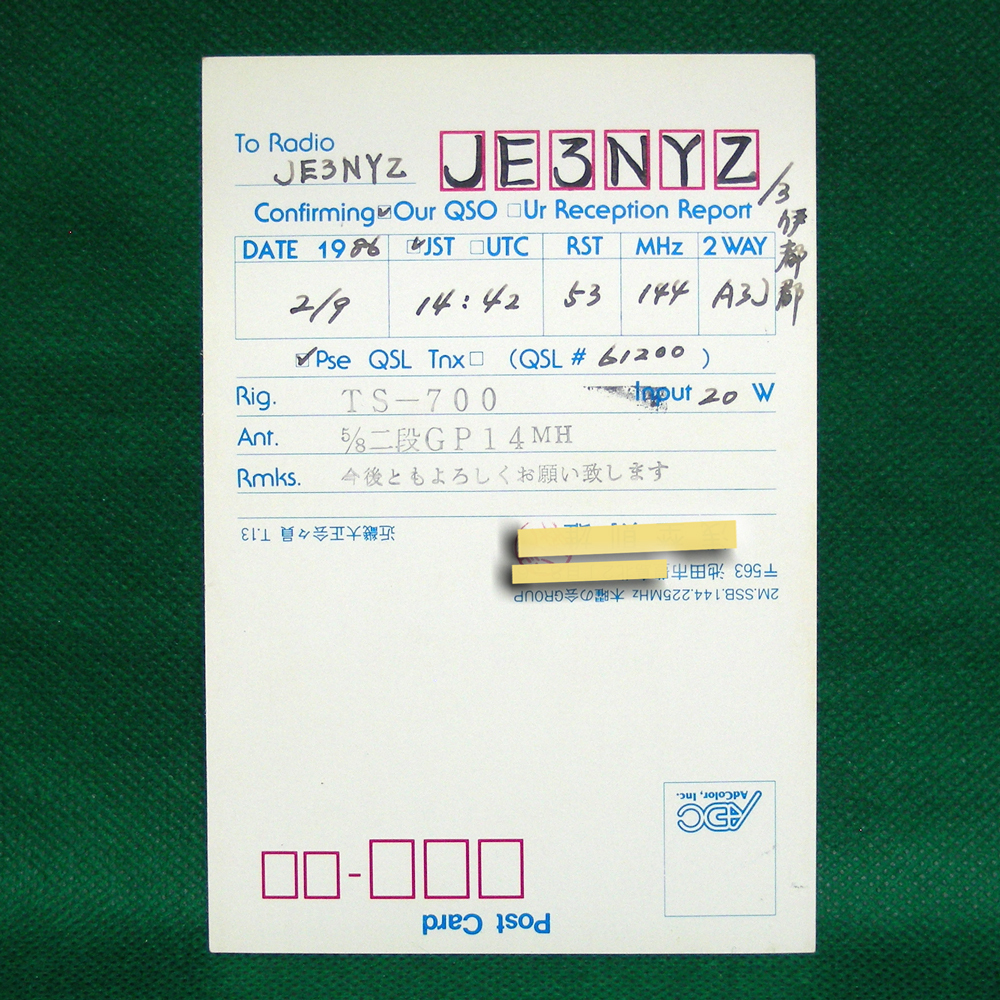 To Radio
JE3NYZ
JE3NYZ/3
伊都郡
Confirming ☑Our QSO ☐Ur Reception Report
DATE 1986 ☑JST ☐UTC RST MHz 2 WAY
2/9 14:42 53 144 A3J
☑Pse QSL Tnx☐ (QSL # 61200 )
Rig. TS-700 Input 20 W
Ant. 5/8二段GP14MH
Rmks. 今後ともよろしくお願い致します
近畿大正会々員 T.13
〒563 池田市
2M.SSB.144.225MHz 木曜の会GROUP
ADC
AdColor, Inc.
Post Card